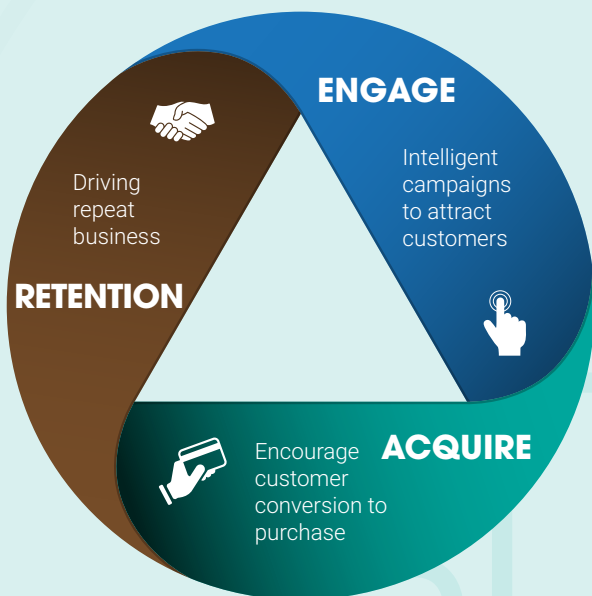 ENGAGE
Intelligent
campaigns
to attract
customers
ACQUIRE
Encourage
customer
conversion to
purchase
RETENTION
Driving
repeat
business